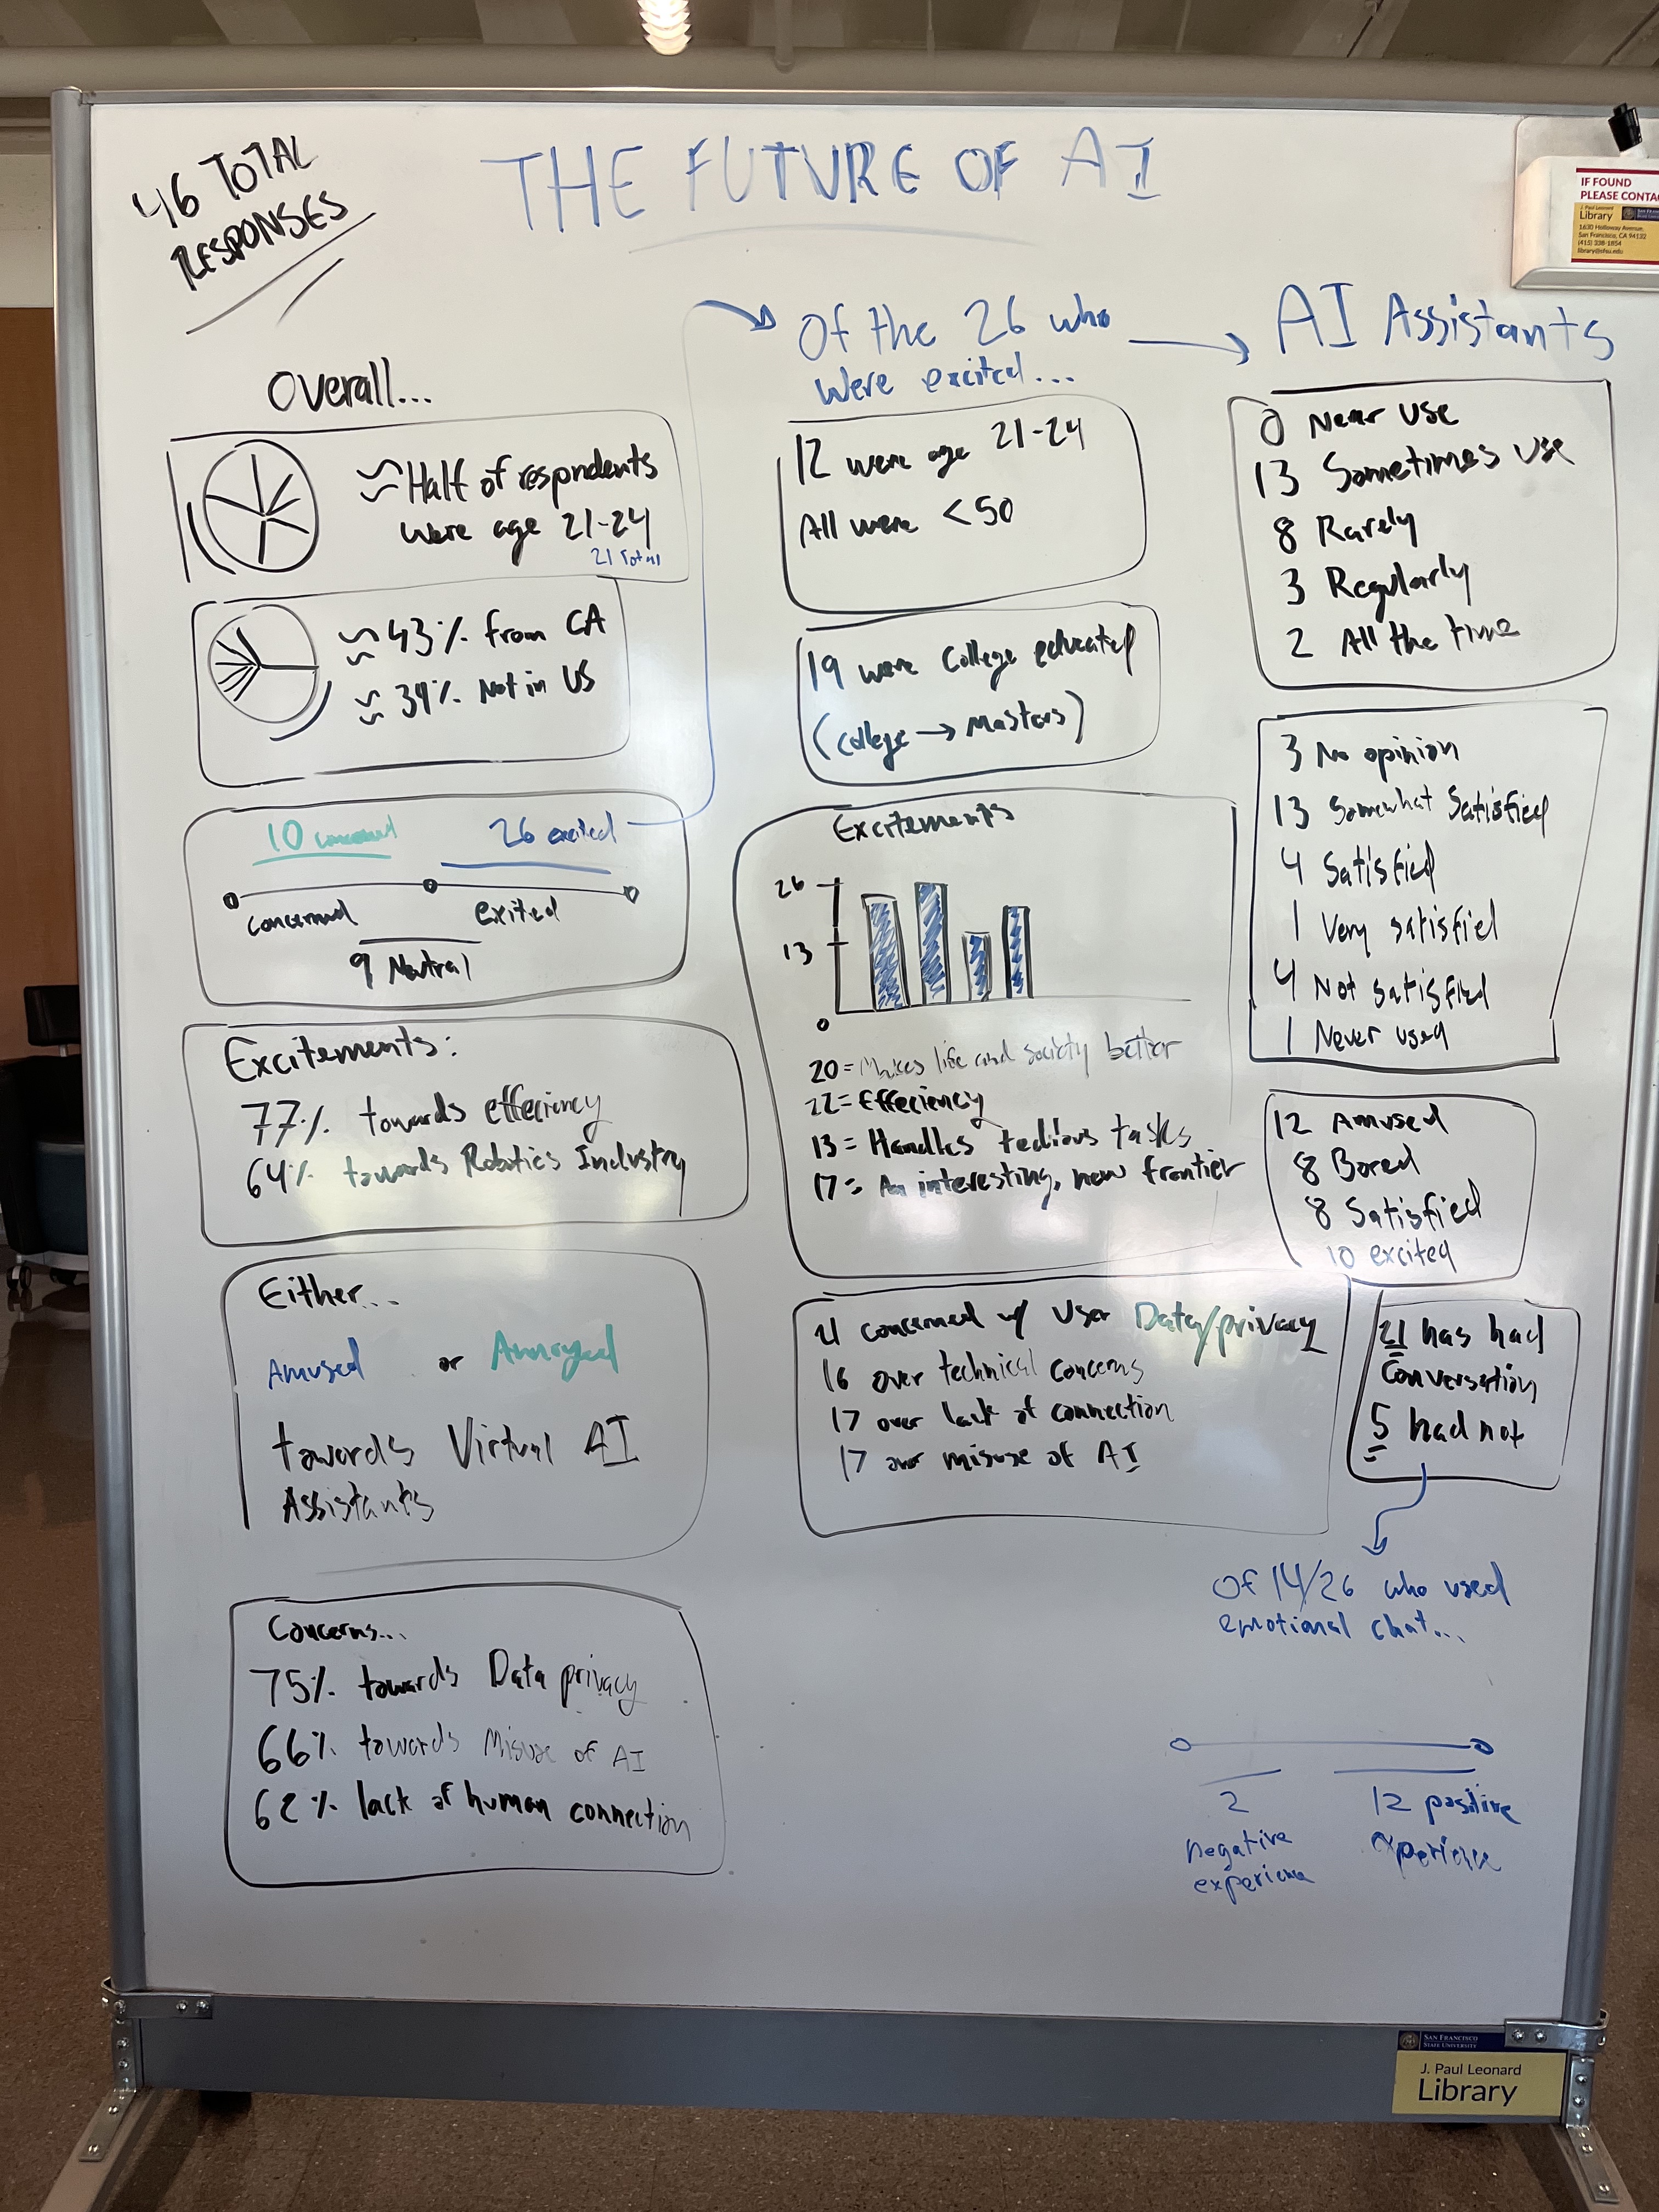 46 TOTAL
RESPONSES
THE FUTURE OF AI
Overall...
≈ Half of respondents
were age 21-24
21 Total
≈ 43% from CA
≈ 39% Not in US
10 concerned
26 excited
concerned
exited
9 Neutral
Excitements:
77% towards effeciency
64% towards Robotics Industry
Either...
Amused or Annoyed
towards Virtual AI
Assistants
Concerns...
75% towards Data privacy
66% towards Misuse of AI
62% lack of human connection
Of the 26 who
were excited...
12 were age 21-24
All were <50
19 were College educated
(college → Masters)
Excitements
26
13
0
20 = Makes life and society better
22 = Effeciency
13 = Handles tedious tasks
17 = An interesting, new frontier
21 concerned w/ User Data/privacy
16 over technical concerns
17 over lack of connection
17 over misuse of AI
AI Assistants
0 Near use
13 Sometimes use
8 Rarely
3 Regularly
2 All the time
3 No opinion
13 Somewhat Satisfied
4 Satisfied
1 Very satisfied
4 Not satisfied
1 Never used
12 Amused
8 Bored
8 Satisfied
10 excited
21 has had
Conversation
5 had not
Of 14/26 who used
emotional chat...
2
negative
experience
12 positive
experience
IF FOUND
PLEASE CONTA
J. Paul Leonard
Library
1630 Holloway Avenue,
San Francisco, CA 94132
(415) 338-1854
library@sfsu.edu
SAN FRANCISCO
STATE UNIVERSITY
J. Paul Leonard
Library